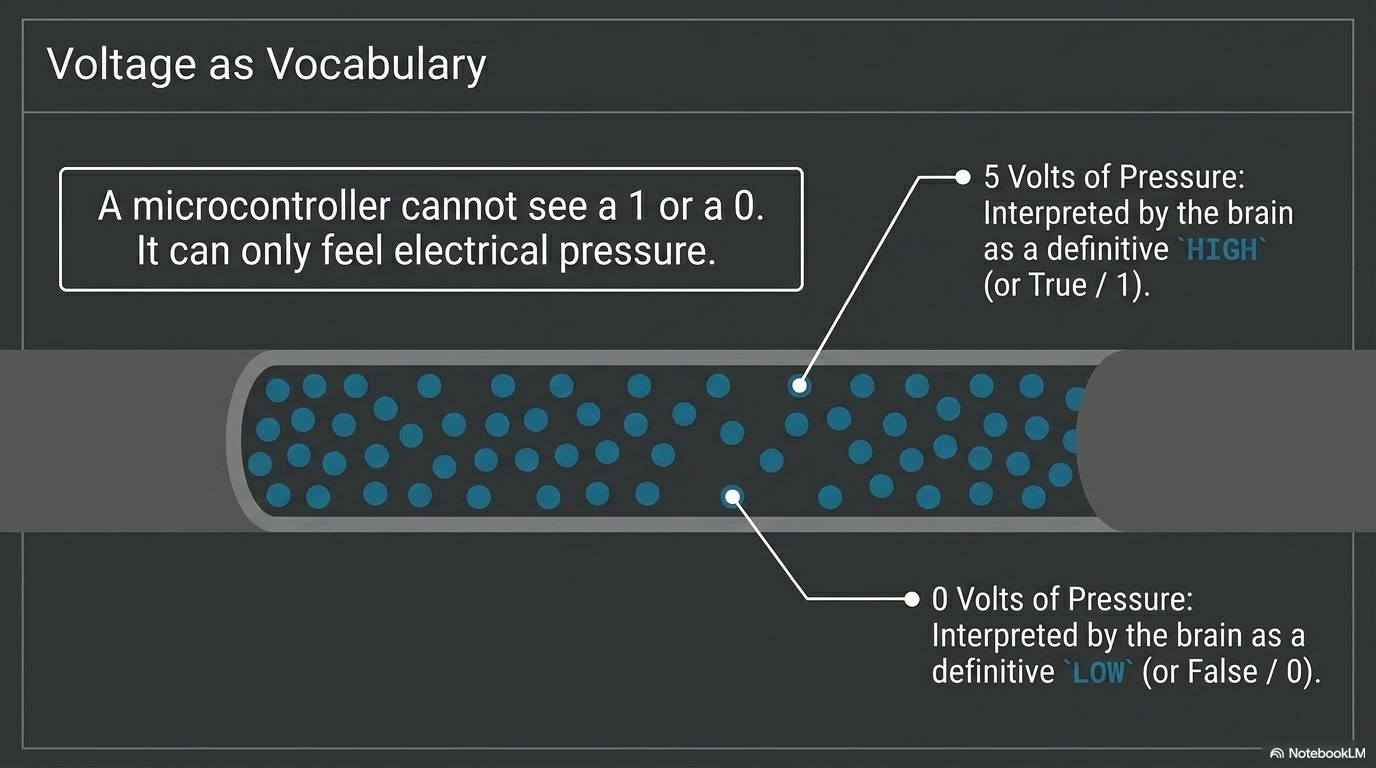 Voltage as Vocabulary
A microcontroller cannot see a 1 or a 0.
It can only feel electrical pressure.
5 Volts of Pressure:
Interpreted by the brain
as a definitive `HIGH`
(or True / 1).
0 Volts of Pressure:
Interpreted by the brain as a
definitive `LOW` (or False / 0).
NotebookLM